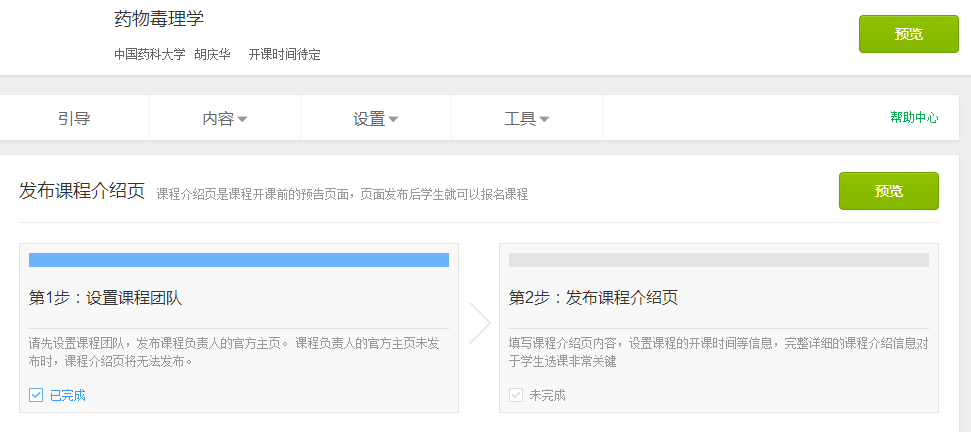 药物毒理学
中国药科大学 胡庆华 开课时间待定
预览
引导 内容 设置 工具 帮助中心
发布课程介绍页 课程介绍页是课程开课前的预告页面，页面发布后学生就可以报名课程
预览
第1步：设置课程团队
请先设置课程团队，发布课程负责人的官方主页。 课程负责人的官方主页未发
布时，课程介绍页将无法发布。
已完成
第2步：发布课程介绍页
填写课程介绍页内容，设置课程的开课时间等信息，完整详细的课程介绍信息对
于学生选课非常关键
未完成